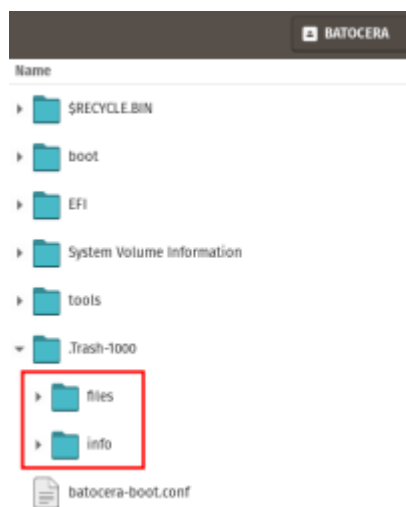 BATOCERA
Name
$RECYCLE.BIN
boot
EFI
System Volume Information
tools
.Trash-1000
files
info
batocera-boot.conf